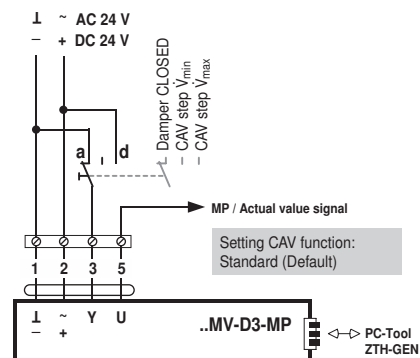 ⊥ ~ AC 24 V
– + DC 24 V
Damper CLOSED
CAV step V̇min
CAV step V̇max
a d
MP / Actual value signal
Setting CAV function:
Standard (Default)
1 2 3 5
⊥ ~ Y U
– +
..MV-D3-MP
PC-Tool
ZTH-GEN